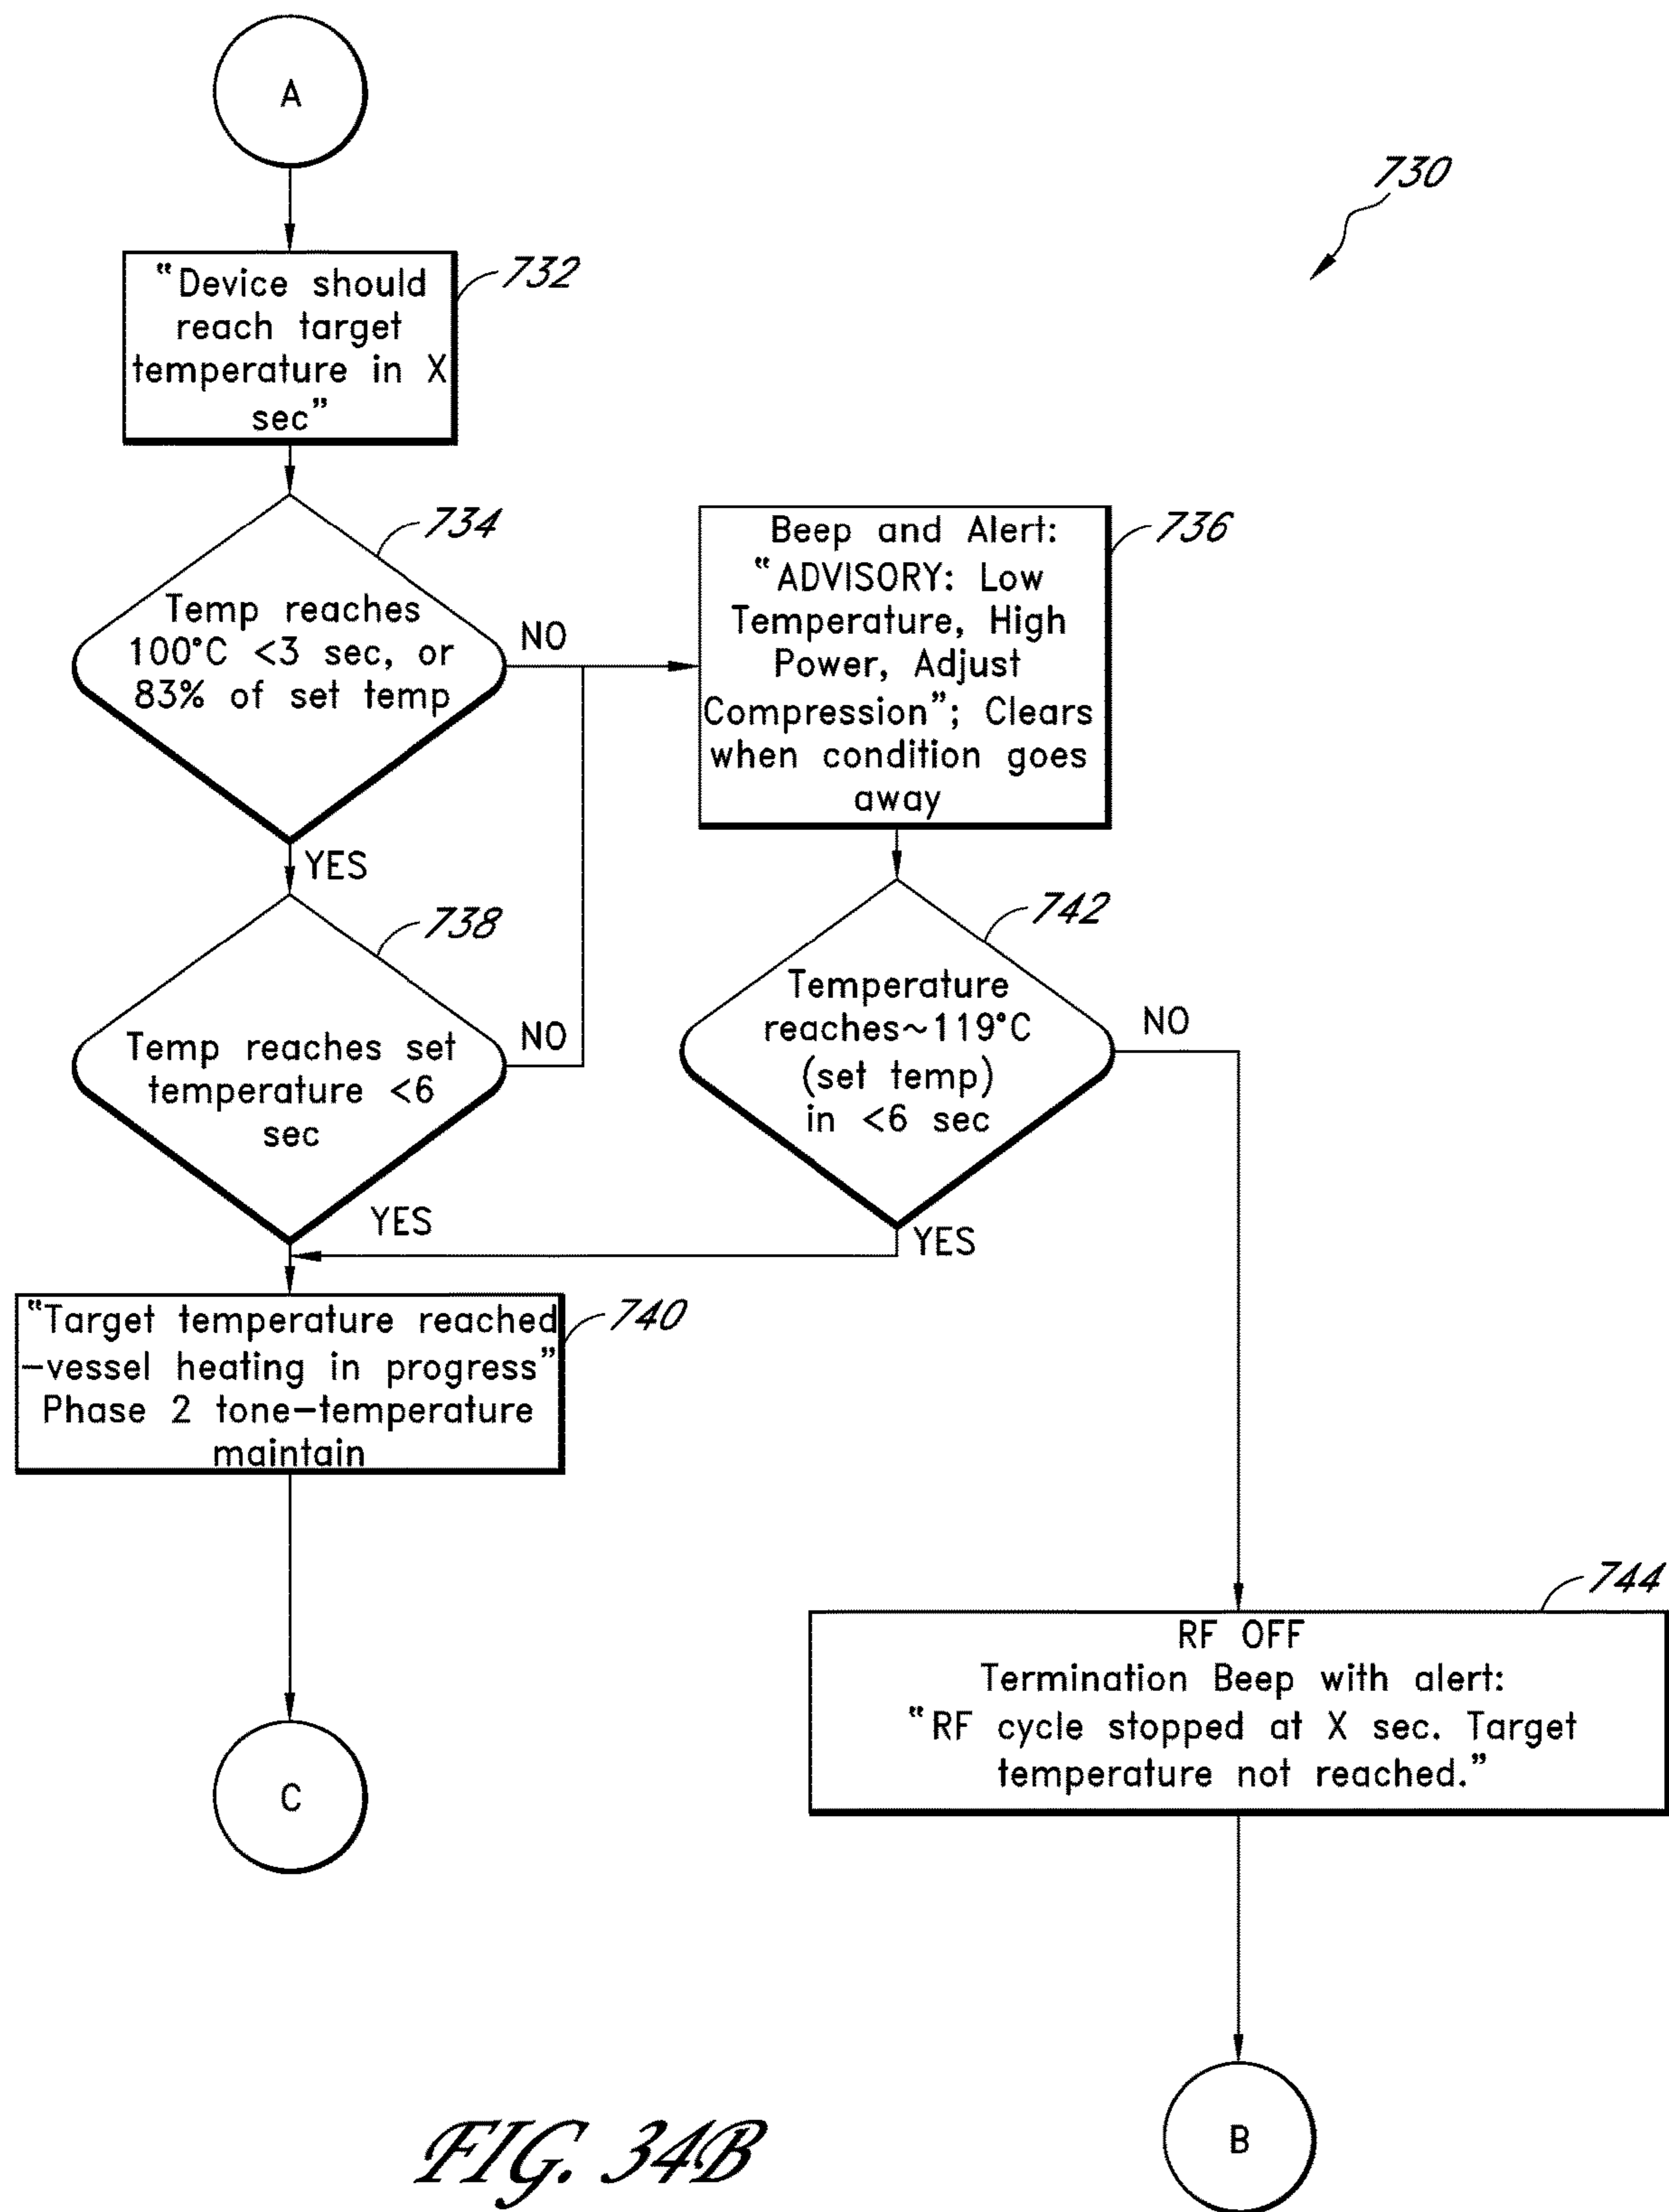 A
730
"Device should
reach target
temperature in X
sec"
732
734
Temp reaches
100°C <3 sec, or
83% of set temp
NO
YES
Beep and Alert:
"ADVISORY: Low
Temperature, High
Power, Adjust
Compression"; Clears
when condition goes
away
736
738
Temp reaches set
temperature <6
sec
NO
YES
742
Temperature
reaches~119°C
(set temp)
in <6 sec
NO
YES
"Target temperature reached
-vessel heating in progress"
Phase 2 tone-temperature
maintain
740
C
744
RF OFF
Termination Beep with alert:
"RF cycle stopped at X sec. Target
temperature not reached."
B
FIG. 34B